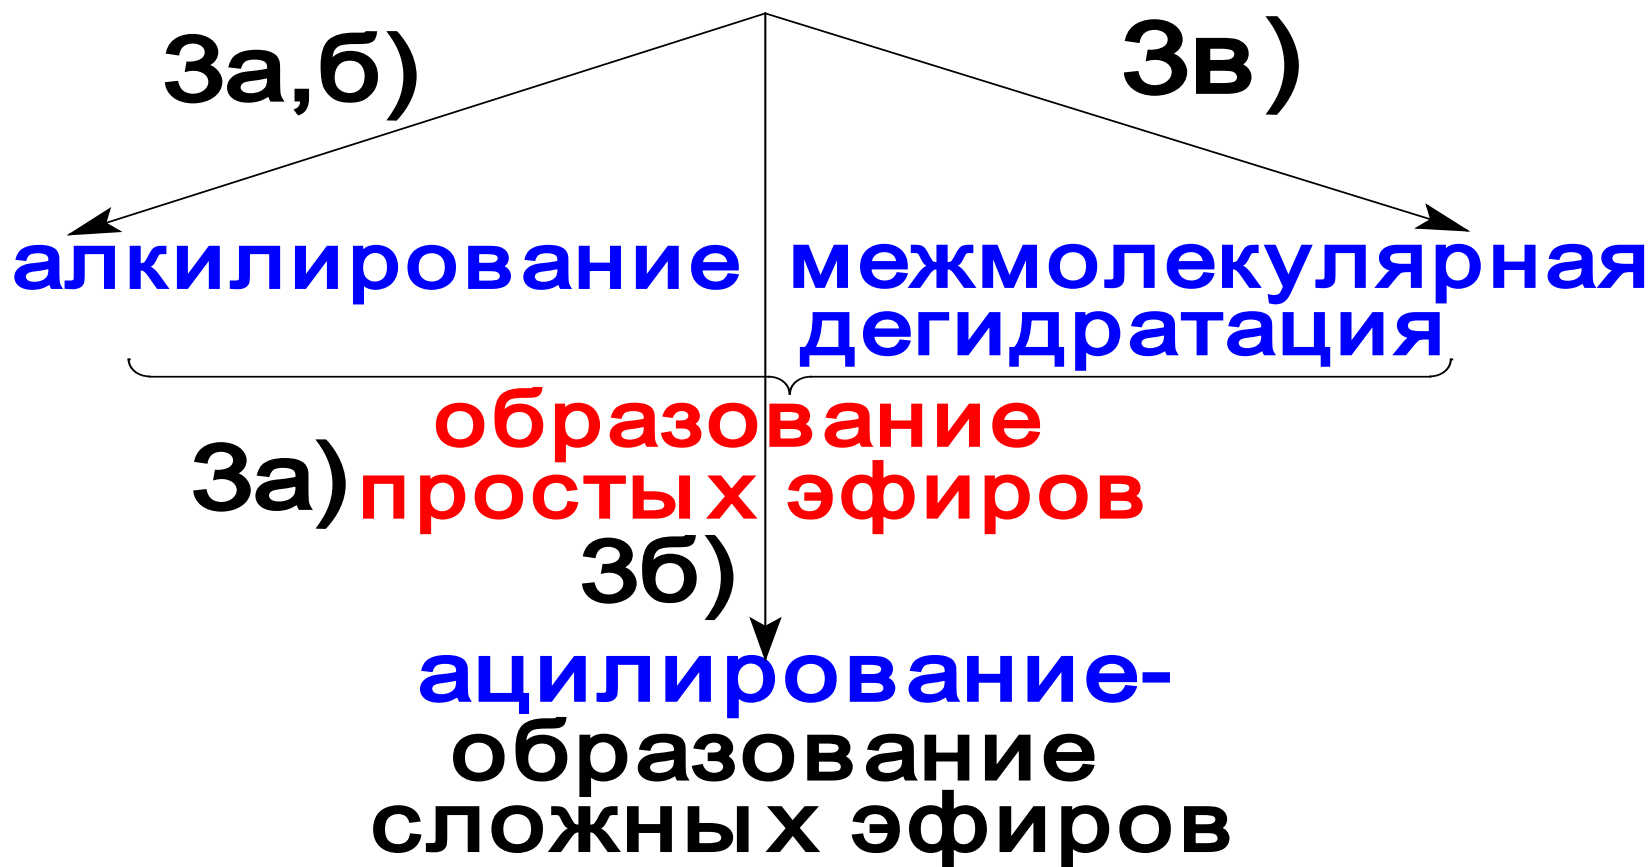 3а,б)
3в)
алкилирование
межмолекулярная
дегидратация
образование
3а) простых эфиров
3б)
ацилирование-
образование
сложных эфиров